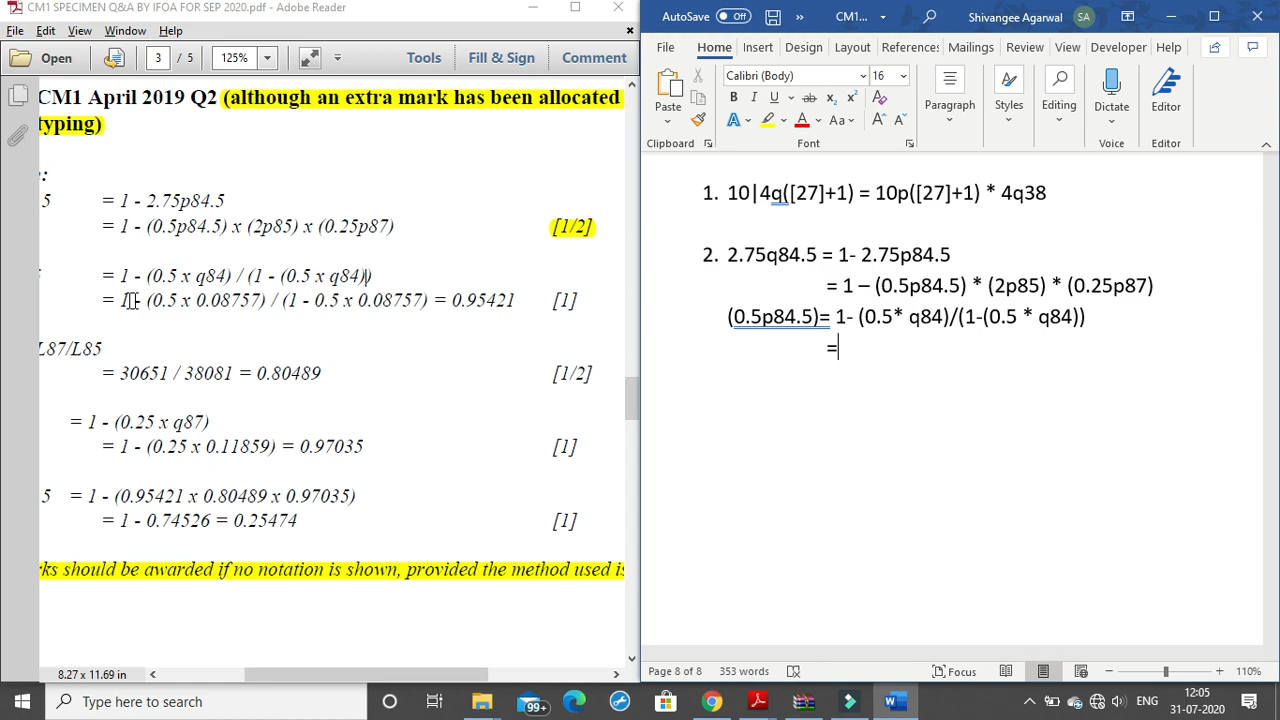 CM1 SPECIMEN Q&A BY IFOA FOR SEP 2020.pdf - Adobe Reader
File Edit View Window Help
Open 3 / 5 125% Tools Fill & Sign Comment
CM1 April 2019 Q2 (although an extra mark has been allocated
typing)
:
5 = 1 - 2.75p84.5
= 1 - (0.5p84.5) x (2p85) x (0.25p87) [1/2]
= 1 - (0.5 x q84) / (1 - (0.5 x q84))
= 1 - (0.5 x 0.08757) / (1 - 0.5 x 0.08757) = 0.95421 [1]
L87/L85
= 30651 / 38081 = 0.80489 [1/2]
= 1 - (0.25 x q87)
= 1 - (0.25 x 0.11859) = 0.97035 [1]
5 = 1 - (0.95421 x 0.80489 x 0.97035)
= 1 - 0.74526 = 0.25474 [1]
rks should be awarded if no notation is shown, provided the method used is
8.27 x 11.69 in
AutoSave Off CM1... Shivangee Agarwal SA
File Home Insert Design Layout References Mailings Review View Developer Help
Calibri (Body) 16
Paste B I U ab x₂ x² A A Aa A A Paragraph Styles Editing Dictate Editor
Clipboard Font Voice Editor
1. 10|4q([27]+1) = 10p([27]+1) * 4q38
2. 2.75q84.5 = 1- 2.75p84.5
= 1 – (0.5p84.5) * (2p85) * (0.25p87)
(0.5p84.5)= 1- (0.5* q84)/(1-(0.5 * q84))
=
Page 8 of 8 353 words Focus 110%
Type here to search 99+ ENG 12:05
31-07-2020